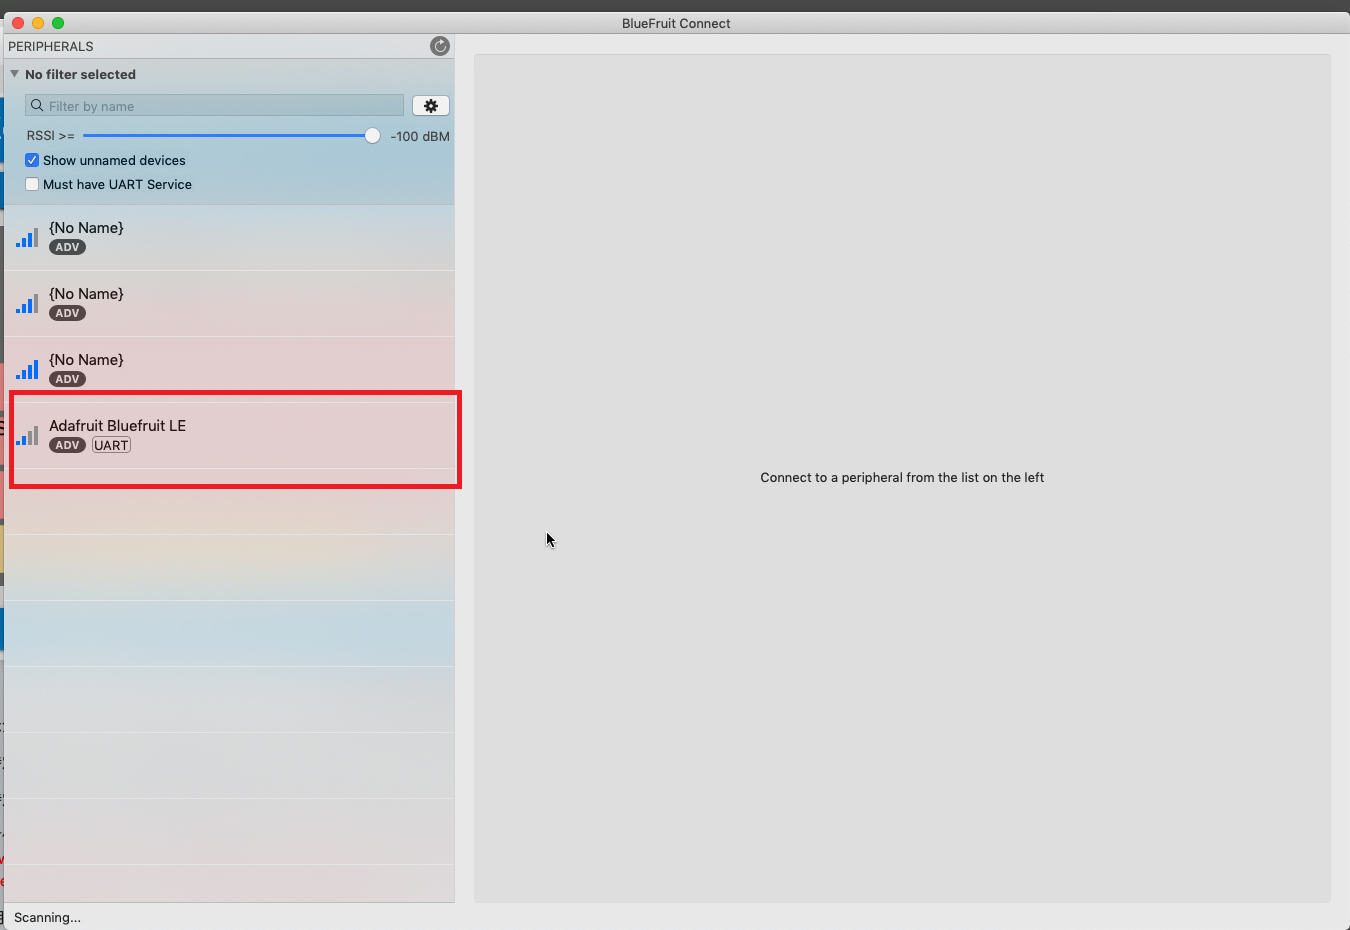 BlueFruit Connect
PERIPHERALS
No filter selected
Filter by name
RSSI >= -100 dBM
Show unnamed devices
Must have UART Service
{No Name}
ADV
{No Name}
ADV
{No Name}
ADV
Adafruit Bluefruit LE
ADV UART
Connect to a peripheral from the list on the left
Scanning...